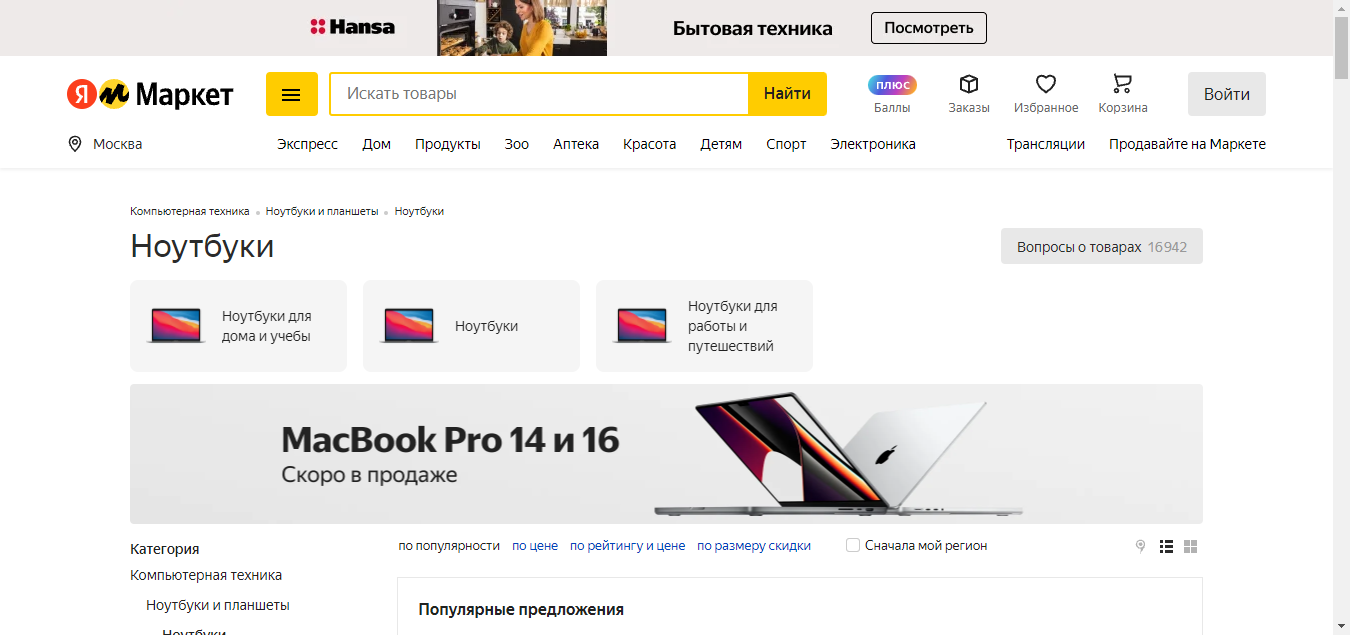 Hansa
Бытовая техника
Посмотреть
Я Маркет
Искать товары
Найти
плюс
Баллы
Заказы
Избранное
Корзина
Войти
Москва
Экспресс Дом Продукты Зоо Аптека Красота Детям Спорт Электроника Трансляции Продавайте на Маркете
Компьютерная техника Ноутбуки и планшеты Ноутбуки
Ноутбуки
Вопросы о товарах 16942
Ноутбуки для
дома и учебы
Ноутбуки
Ноутбуки для
работы и
путешествий
MacBook Pro 14 и 16
Скоро в продаже
Категория
Компьютерная техника
Ноутбуки и планшеты
Ноутбуки
по популярности по цене по рейтингу и цене по размеру скидки Сначала мой регион
Популярные предложения